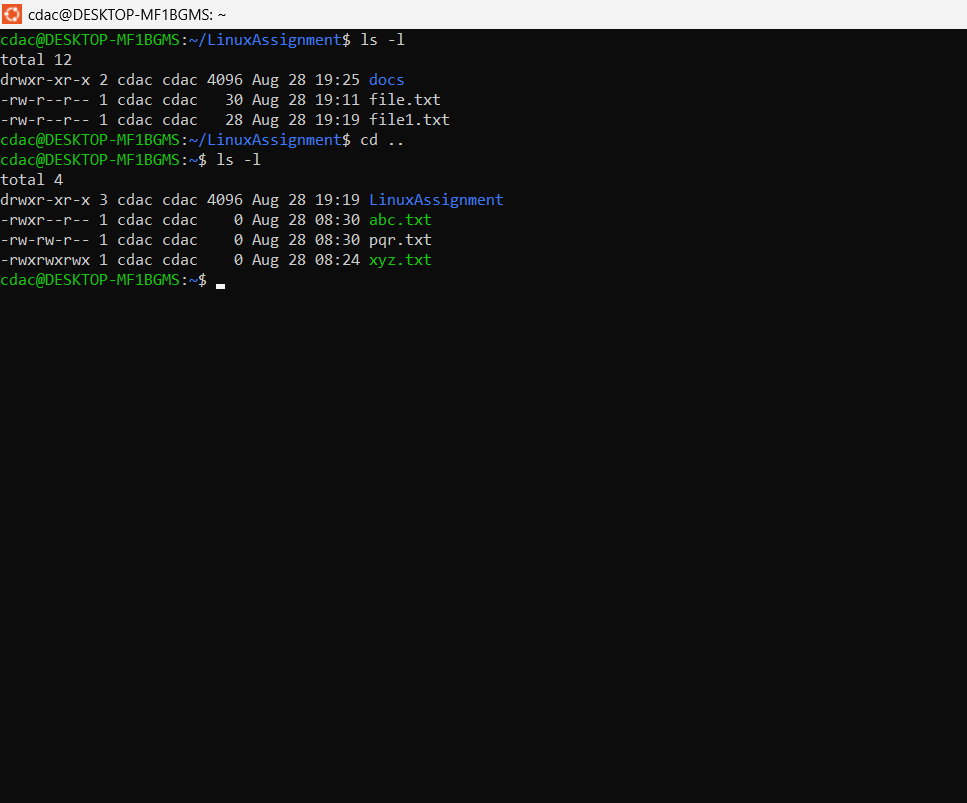 cdac@DESKTOP-MF1BGMS: ~
cdac@DESKTOP-MF1BGMS:~/LinuxAssignment$ ls -l
total 12
drwxr-xr-x 2 cdac cdac 4096 Aug 28 19:25 docs
-rw-r--r-- 1 cdac cdac   30 Aug 28 19:11 file.txt
-rw-r--r-- 1 cdac cdac   28 Aug 28 19:19 file1.txt
cdac@DESKTOP-MF1BGMS:~/LinuxAssignment$ cd ..
cdac@DESKTOP-MF1BGMS:~$ ls -l
total 4
drwxr-xr-x 3 cdac cdac 4096 Aug 28 19:19 LinuxAssignment
-rwxr--r-- 1 cdac cdac    0 Aug 28 08:30 abc.txt
-rw-rw-r-- 1 cdac cdac    0 Aug 28 08:30 pqr.txt
-rwxrwxrwx 1 cdac cdac    0 Aug 28 08:24 xyz.txt
cdac@DESKTOP-MF1BGMS:~$